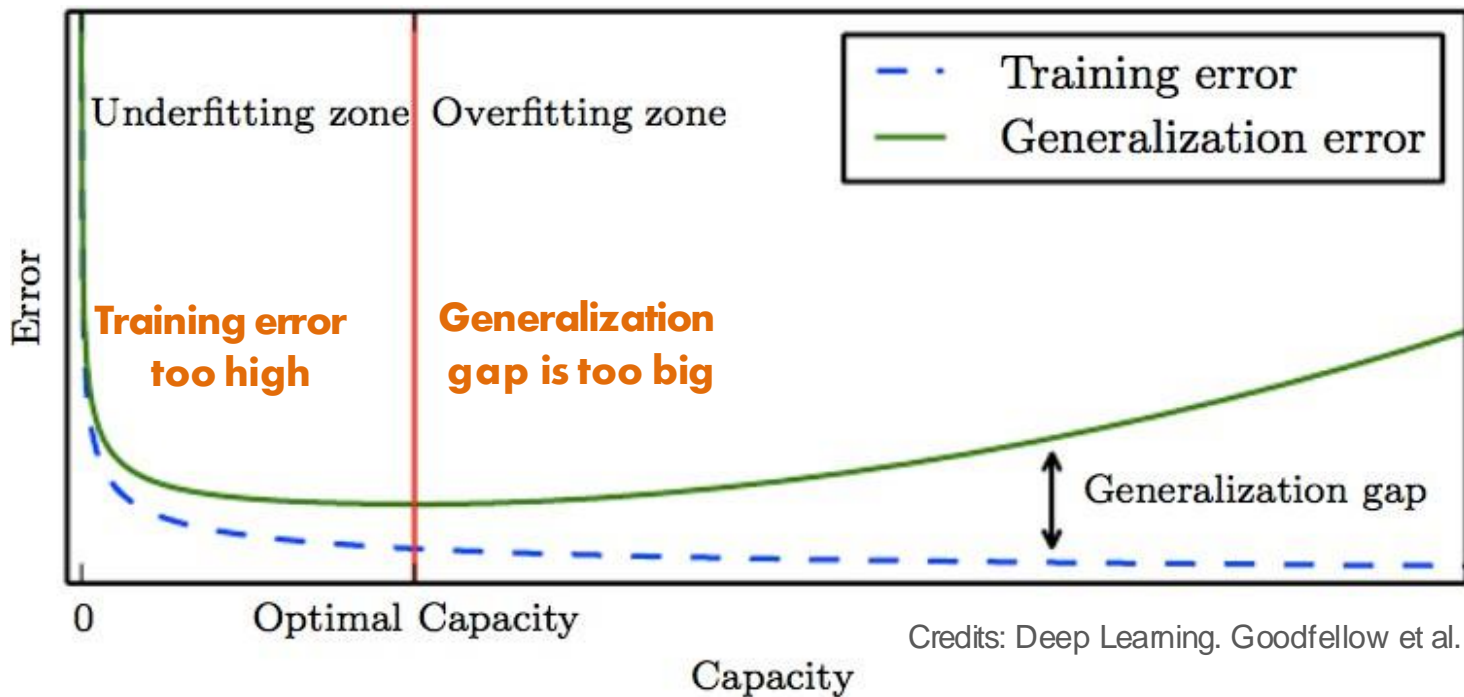 Training error
Generalization error
Underfitting zone
Overfitting zone
Error
Training error
too high
Generalization
gap is too big
Generalization gap
0
Optimal Capacity
Credits: Deep Learning. Goodfellow et al.
Capacity